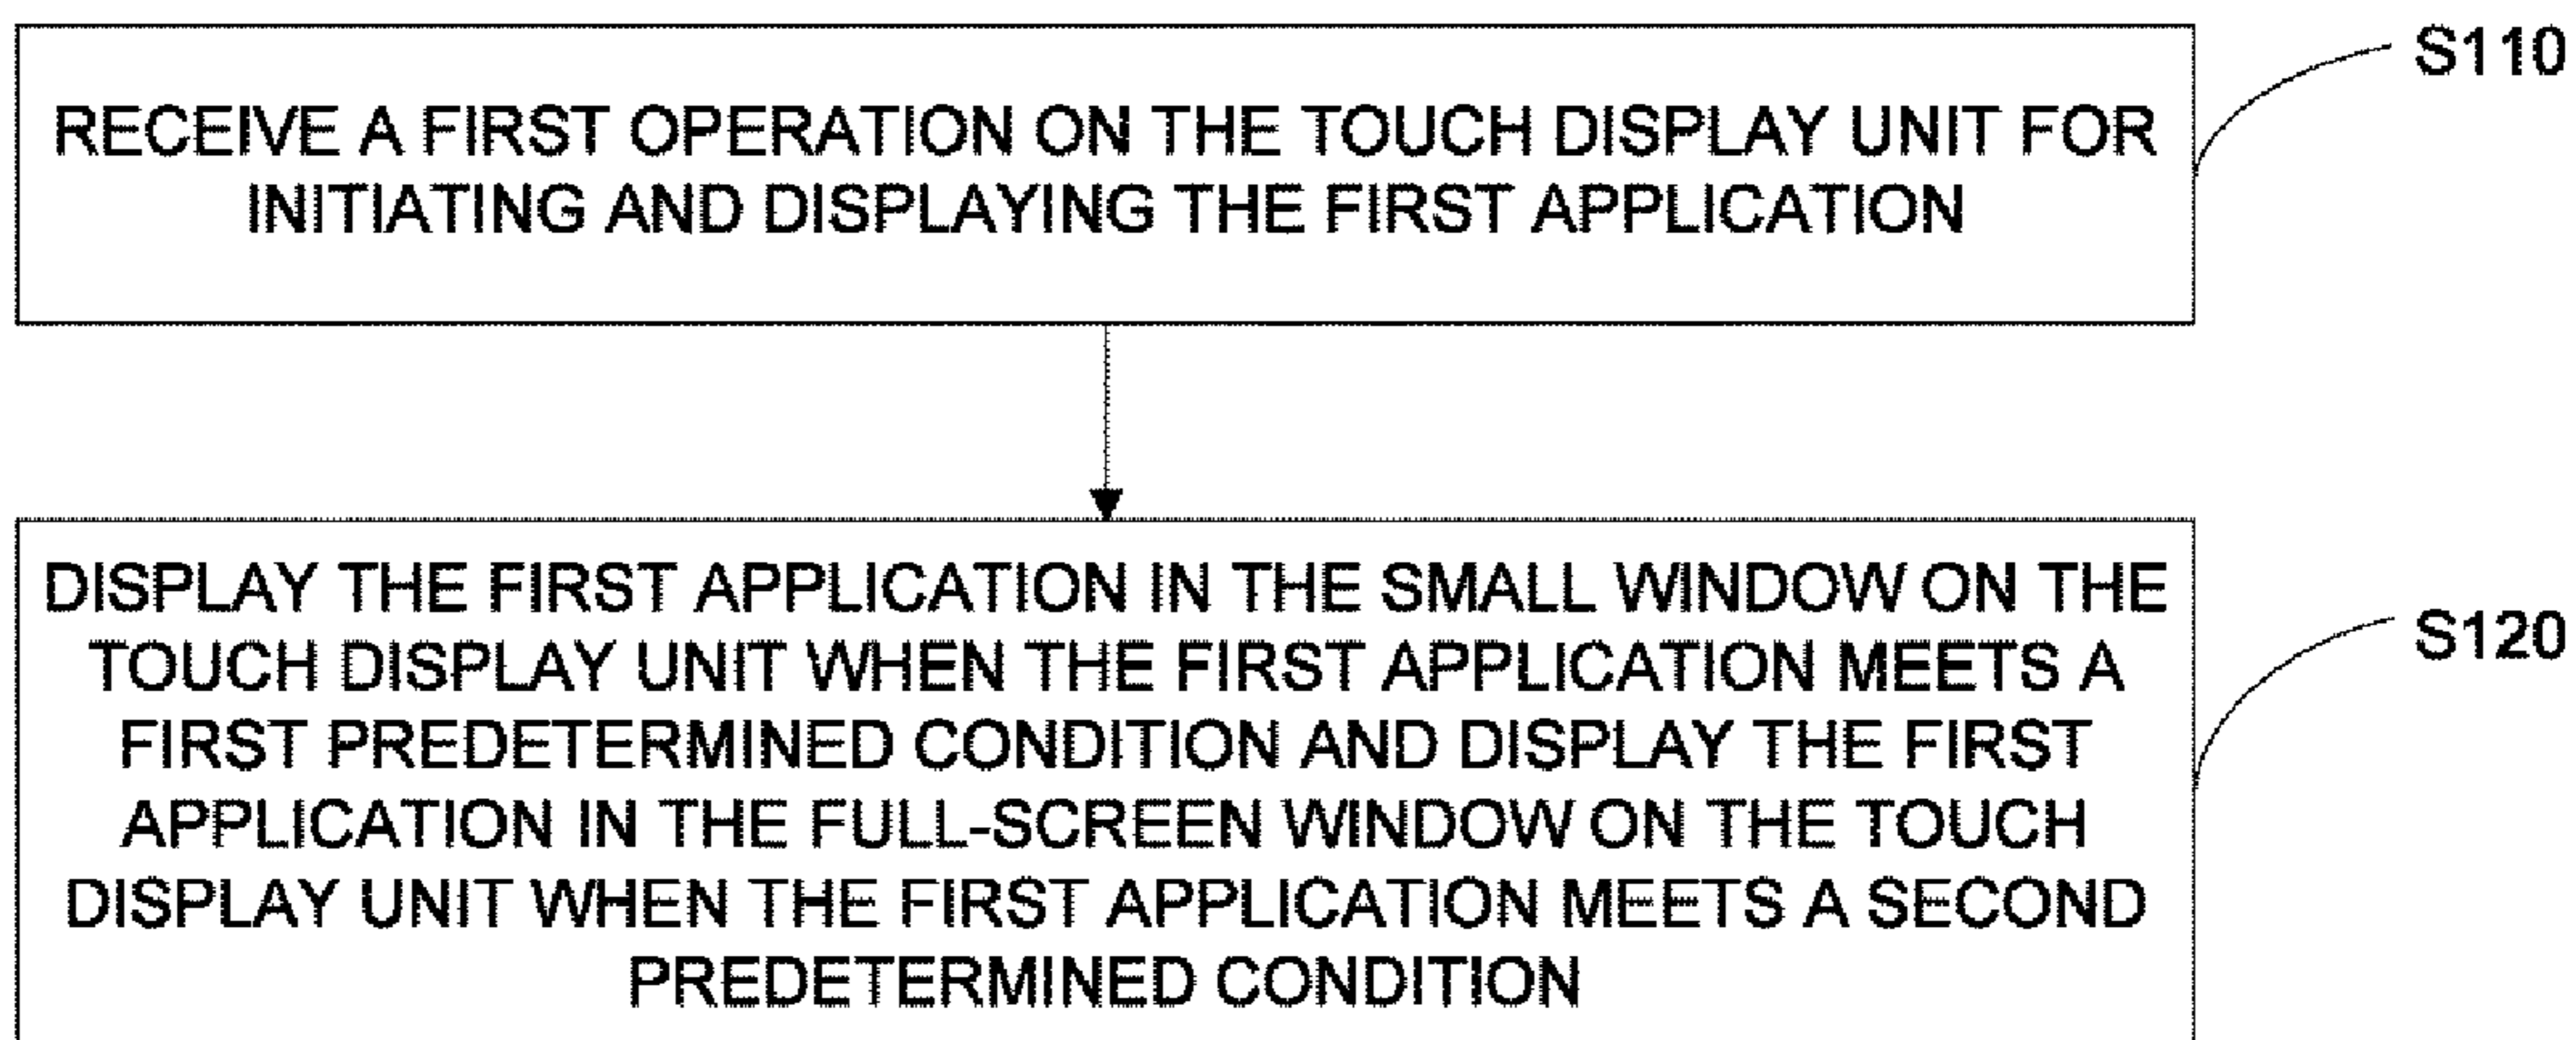 S110
RECEIVE A FIRST OPERATION ON THE TOUCH DISPLAY UNIT FOR
INITIATING AND DISPLAYING THE FIRST APPLICATION
DISPLAY THE FIRST APPLICATION IN THE SMALL WINDOW ON THE
TOUCH DISPLAY UNIT WHEN THE FIRST APPLICATION MEETS A
S120
FIRST PREDETERMINED CONDITION AND DISPLAY THE FIRST
APPLICATION IN THE FULL-SCREEN WINDOW ON THE TOUCH
DISPLAY UNIT WHEN THE FIRST APPLICATION MEETS A SECOND
PREDETERMINED CONDITION